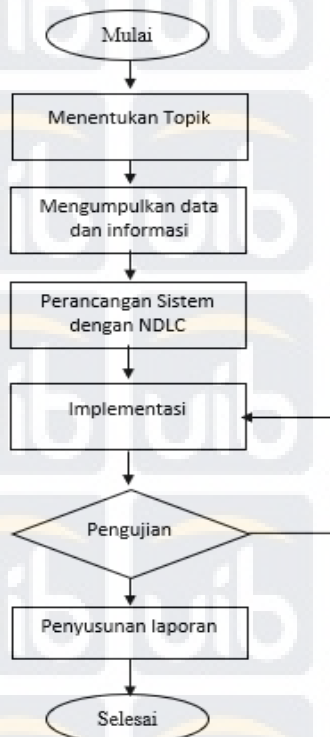 Mulai
Menentukan Topik
Mengumpulkan data
dan informasi
Perancangan Sistem
dengan NDLC
Implementasi
Pengujian
Penyusunan laporan
Selesai